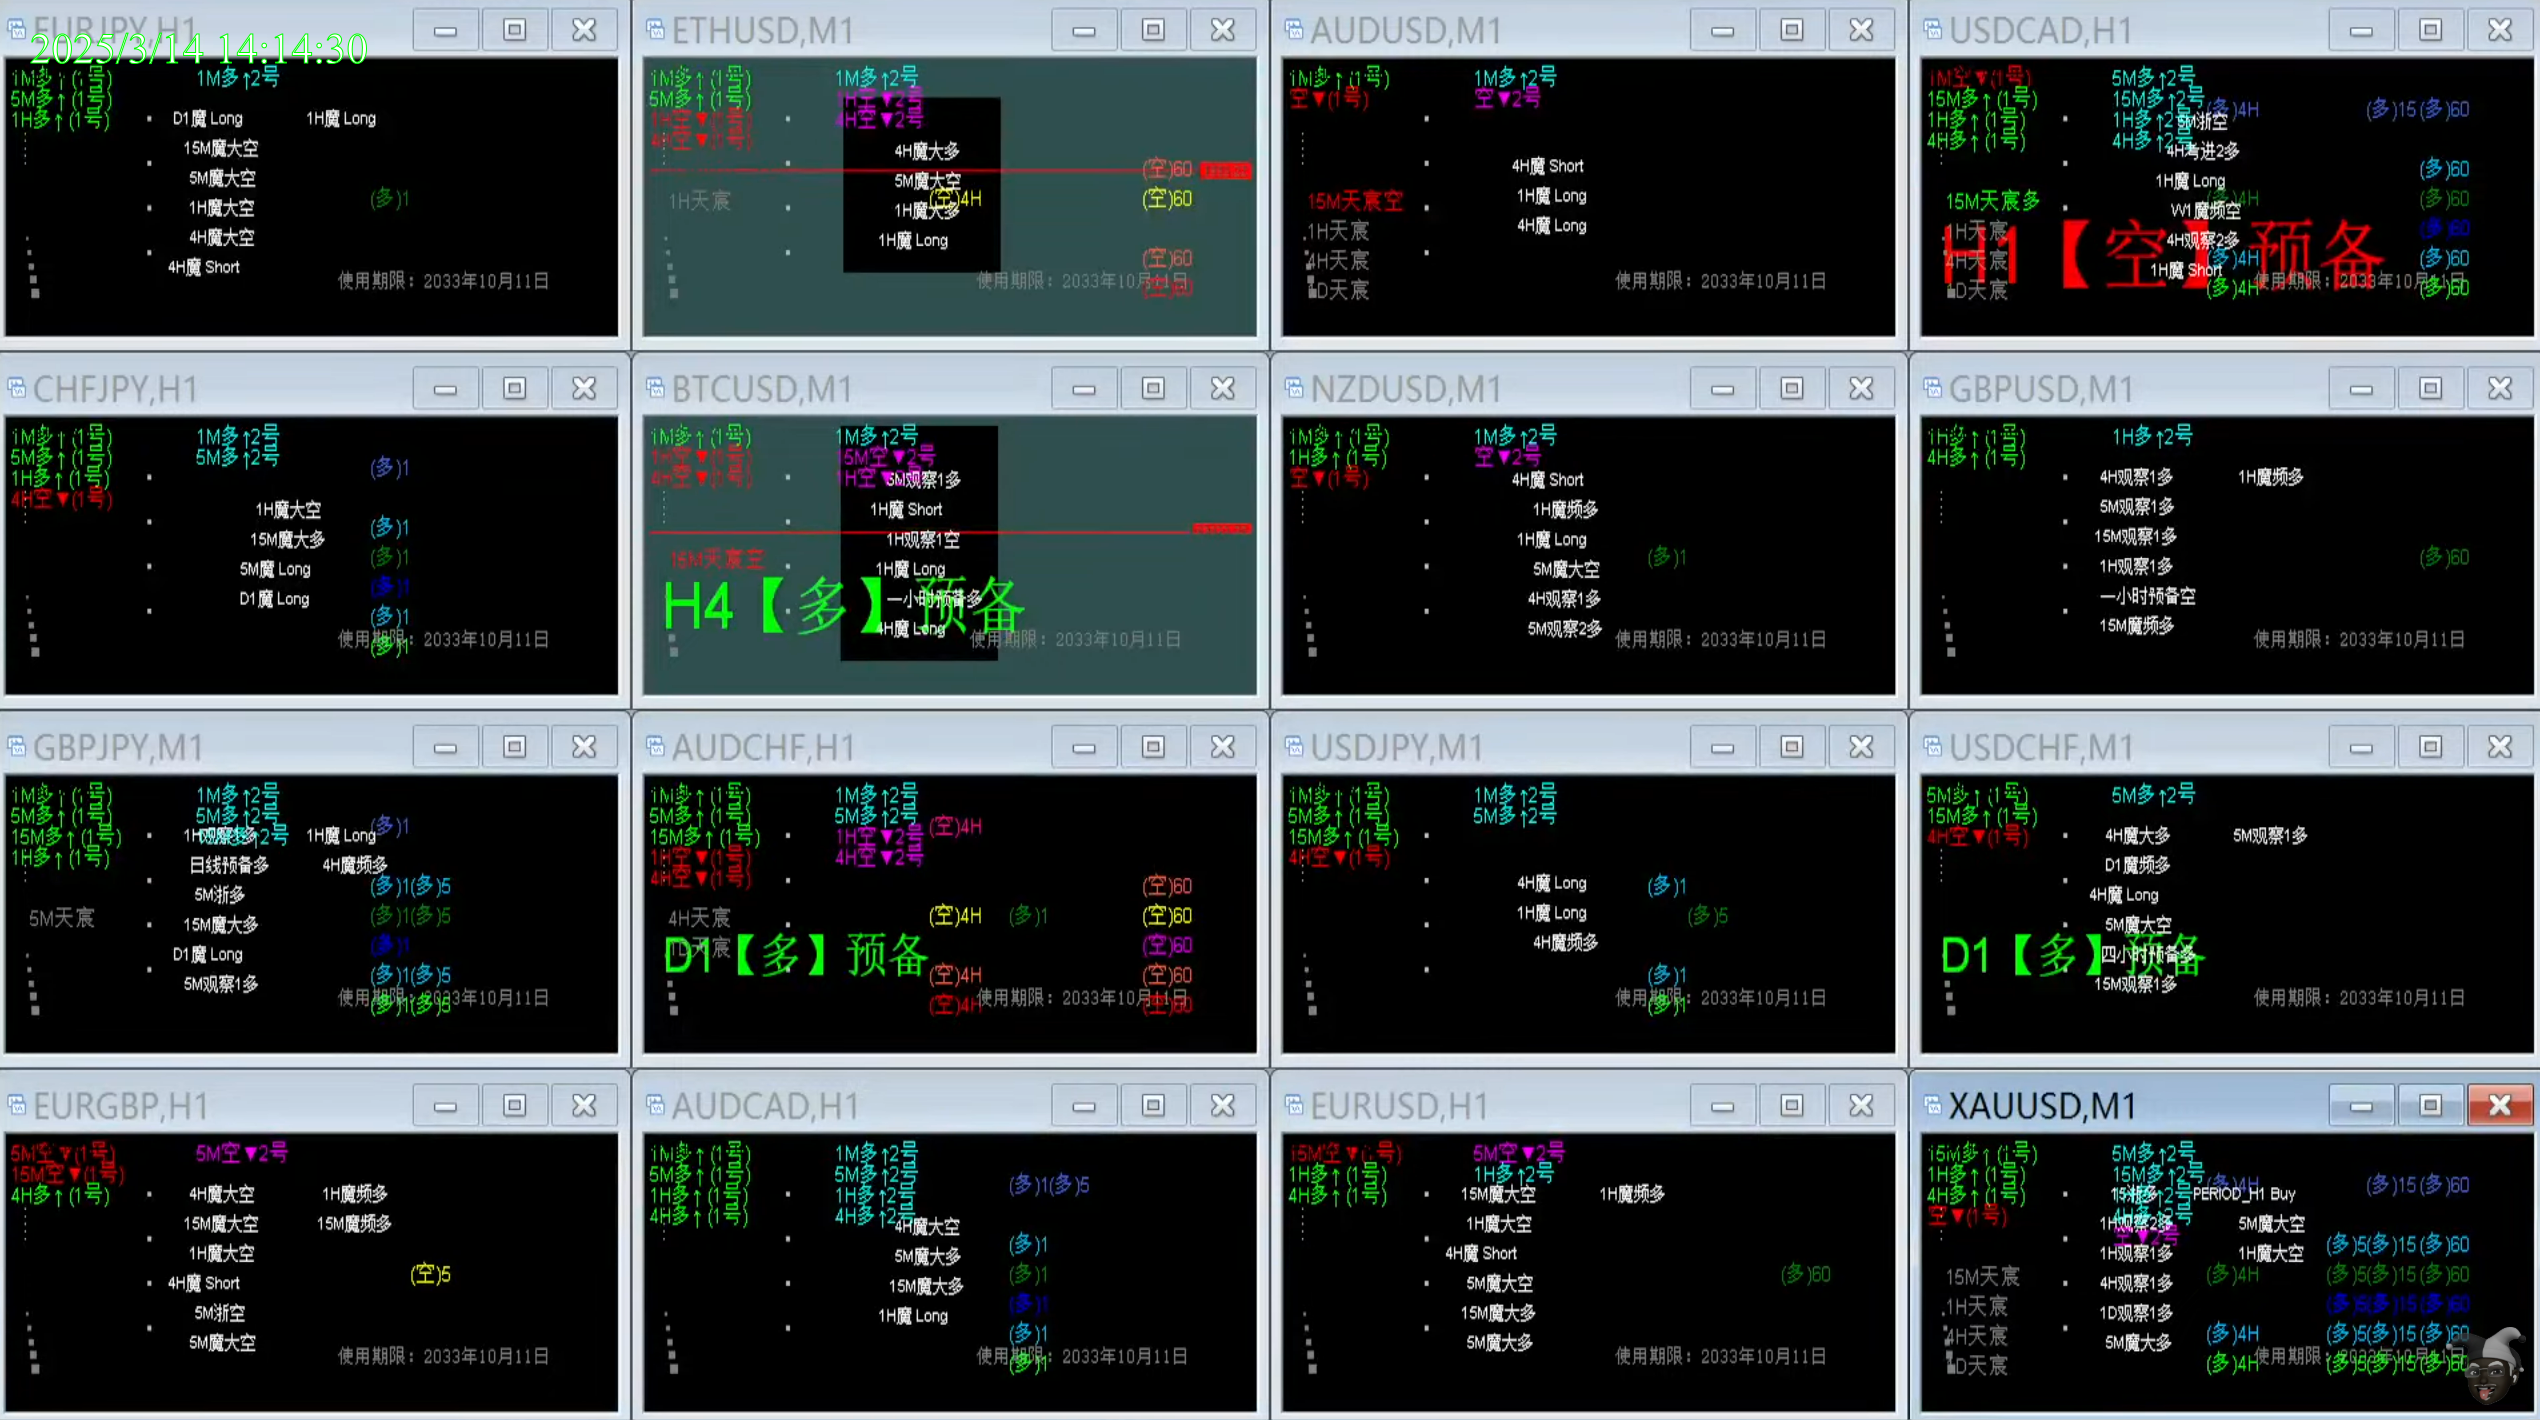 EURJPY,H1
2025/3/14 14:14:30
1M多↑(1号) 1M多↑2号
5M多↑(1号)
1H多↑(1号)
D1魔 Long 1H魔 Long
15M魔大空
5M魔大空
1H魔大空 (多)1
4H魔大空
4H魔 Short
使用期限：2033年10月11日
ETHUSD,M1
1M多↑(1号) 1M多↑2号
5M多↑(1号) 1H空▼2号
1H空▼(1号) 4H空▼2号
4H空▼(1号)
4H魔大多
(空)60
5M魔大空
1H天宸 (空)4H (空)60
1H魔大多
1H魔 Long
(空)60
使用期限：2033年10月11日
(空)60
AUDUSD,M1
1M多↑(1号) 1M多↑2号
空▼(1号) 空▼2号
4H魔 Short
15M天宸空 1H魔 Long
1H天宸 4H魔 Long
4H天宸
D天宸
使用期限：2033年10月11日
USDCAD,H1
1M空▼(1号) 5M多↑2号
15M多↑(1号) 15M多↑2号
1H多↑(1号) 1H多↑2号
4H多↑(1号) 4H多↑2号
(多)4H (多)15(多)60
5M浙空
4H考进2多
(多)60
1H魔 Long
15M天宸多 (多)4H (多)60
W1魔频空
1H天宸 (多)60
4H观察2多
H1【空】预备
4H天宸 (多)4H (多)60
1H魔 Short
D天宸 (多)4H (多)60
使用期限：2033年10月11日
CHFJPY,H1
1M多↑(1号) 1M多↑2号
5M多↑(1号) 5M多↑2号
1H多↑(1号)
4H空▼(1号)
(多)1
1H魔大空
(多)1
15M魔大多
(多)1
5M魔 Long
(多)1
D1魔 Long
(多)1
使用期限：2033年10月11日
(多)1
BTCUSD,M1
1M多↑(1号) 1M多↑2号
1H空▼(1号) 15M空▼2号
4H空▼(1号) 1H空▼2号
5M观察1多
1H魔 Short
1H观察1空
15M天宸空
1H魔 Long
一小时预备多
H4【多】预备
4H魔 Long
使用期限：2033年10月11日
NZDUSD,M1
1M多↑(1号) 1M多↑2号
1H多↑(1号) 空▼2号
空▼(1号)
4H魔 Short
1H魔频多
1H魔 Long
(多)1
5M魔大空
4H观察1多
5M观察2多
使用期限：2033年10月11日
GBPUSD,M1
1H多↑(1号) 1H多↑2号
4H多↑(1号)
4H观察1多 1H魔频多
5M观察1多
15M观察1多
1H观察1多 (多)60
一小时预备空
15M魔频多
使用期限：2033年10月11日
GBPJPY,M1
1M多↑(1号) 1M多↑2号
5M多↑(1号) 5M多↑2号
15M多↑(1号)
1H多↑(1号)
(多)1
1H魔 Long
日线预备多 4H魔频多
5M浙多 (多)1(多)5
5M天宸 15M魔大多 (多)1(多)5
D1魔 Long (多)1
5M观察1多 (多)1(多)5
使用期限：2033年10月11日
(多)1(多)5
AUDCHF,H1
1M多↑(1号) 1M多↑2号
5M多↑(1号) 5M多↑2号
15M多↑(1号) 1H空▼2号
1H空▼(1号) 4H空▼2号
4H空▼(1号)
(空)4H
(空)60
4H天宸 (空)4H (多)1 (空)60
1D天宸 (空)60
D1【多】预备
(空)4H (空)60
(空)4H (空)60
使用期限：2033年10月11日
USDJPY,M1
1M多↑(1号) 1M多↑2号
5M多↑(1号) 5M多↑2号
15M多↑(1号)
4H空▼(1号)
4H魔 Long (多)1
1H魔 Long (多)5
4H魔频多
(多)1
使用期限：2033年10月11日
(多)1
USDCHF,M1
5M多↑(1号) 5M多↑2号
15M多↑(1号)
4H空▼(1号)
4H魔大多 5M观察1多
D1魔频多
4H魔 Long
5M魔大空
四小时预备多
D1【多】预备
15M观察1多
使用期限：2033年10月11日
EURGBP,H1
5M空▼(1号) 5M空▼2号
15M空▼(1号)
4H多↑(1号)
4H魔大空 1H魔频多
15M魔大空 15M魔频多
1H魔大空
(空)5
4H魔 Short
5M浙空
5M魔大空
使用期限：2033年10月11日
AUDCAD,H1
1M多↑(1号) 1M多↑2号
5M多↑(1号) 5M多↑2号
1H多↑(1号) 1H多↑2号
4H多↑(1号) 4H多↑2号
(多)1(多)5
4H魔大空
(多)1
5M魔大多
(多)1
15M魔大多
(多)1
1H魔 Long
(多)1
使用期限：2033年10月11日
(多)1
EURUSD,H1
15M空▼(1号) 5M空▼2号
1H多↑(1号) 1H多↑2号
4H多↑(1号)
15M魔大空 1H魔频多
1H魔大空
4H魔 Short
(多)60
5M魔大空
15M魔大多
5M魔大多
使用期限：2033年10月11日
XAUUSD,M1
15M多↑(1号) 5M多↑2号
1H多↑(1号) 15M多↑2号
4H多↑(1号) 4H多↑2号
空▼(1号) 空▼2号
(多)4H (多)15(多)60
PERIOD_H1 Buy
1H观察2多 5M魔大空
(多)5(多)15(多)60
1H观察1多 1H魔大空
15M天宸 (多)4H (多)5(多)15(多)60
4H观察1多
1H天宸 (多)5(多)15(多)60
1D观察1多
4H天宸 (多)4H (多)5(多)15(多)60
5M魔大多
D天宸 (多)4H (多)5(多)15(多)60
使用期限：2033年10月11日